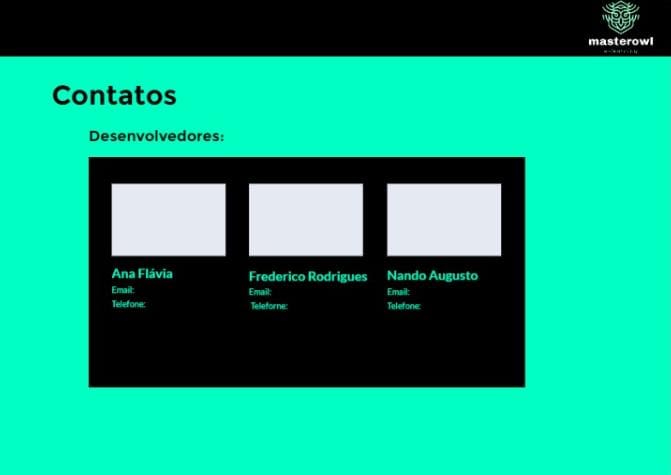 masterowl
Contatos
Desenvolvedores:
Ana Flávia
Email:
Telefone:
Frederico Rodrigues
Email:
Teleforne:
Nando Augusto
Email:
Telefone: